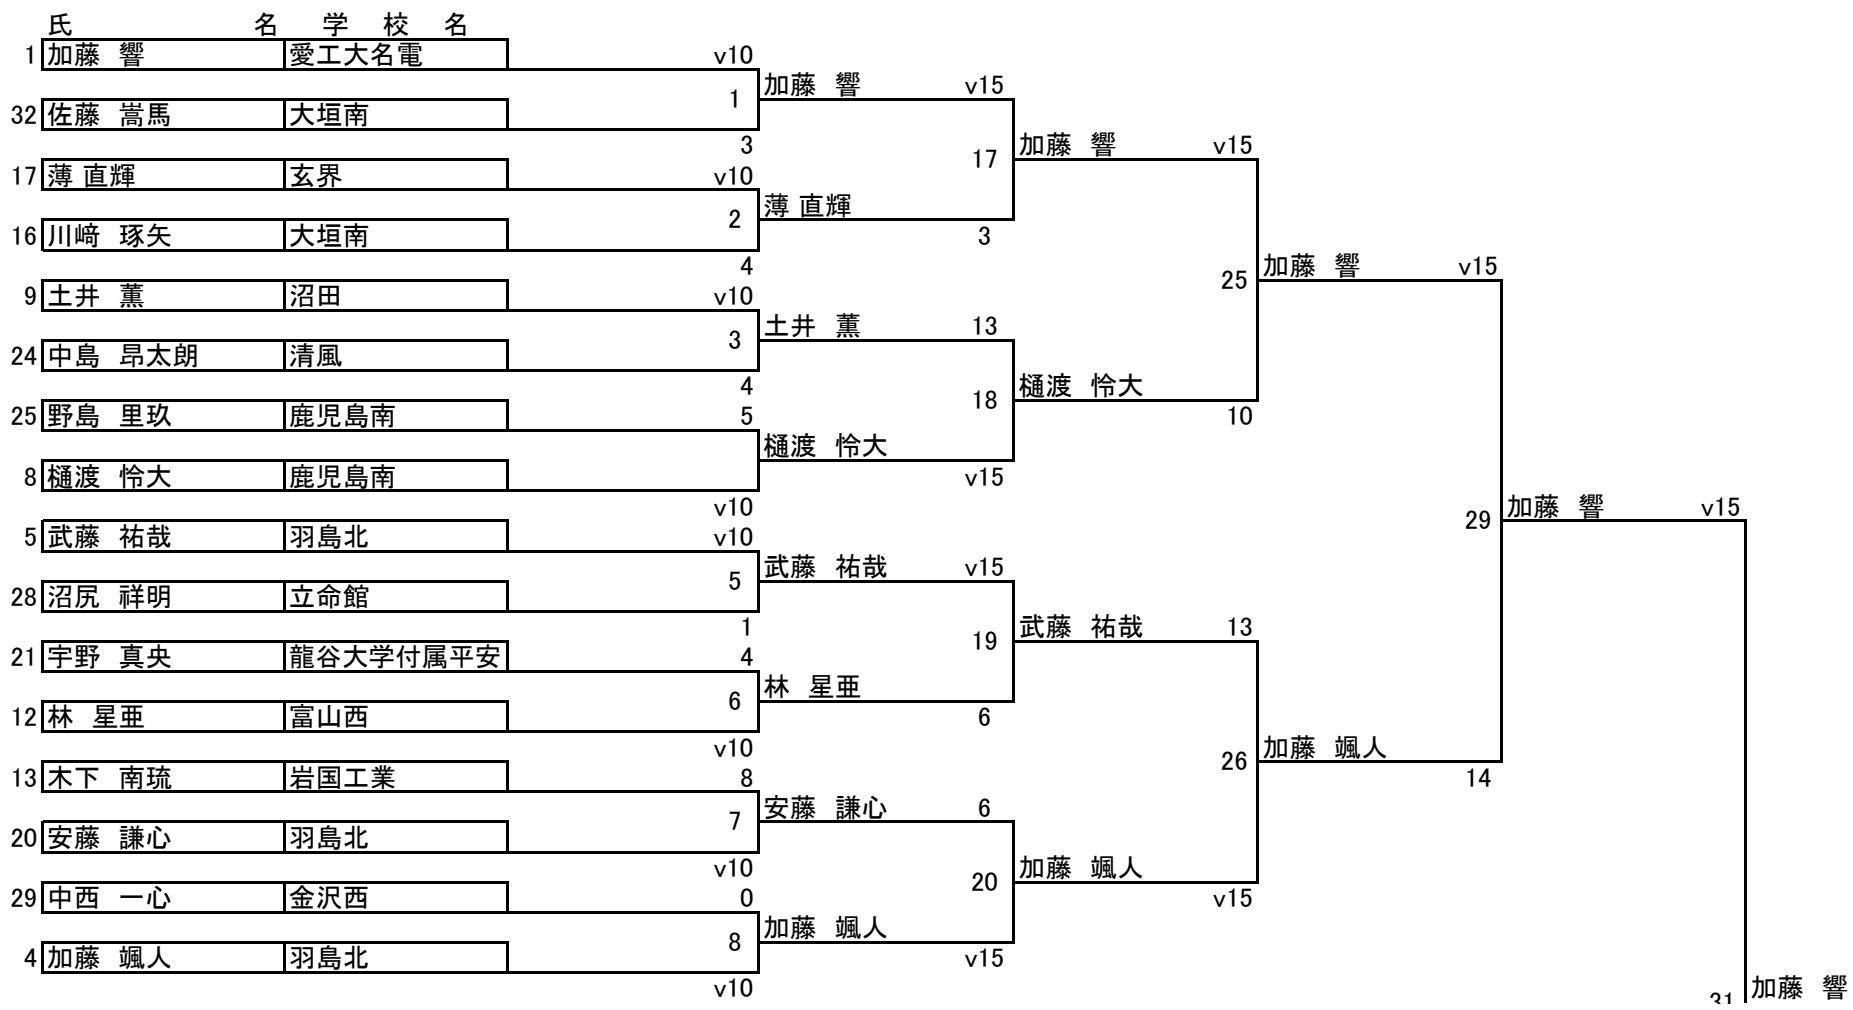 氏 名 学 校 名
1 加藤 響 愛工大名電 v10
加藤 響 v15
32 佐藤 嵩馬 大垣南 1
3 加藤 響 v15
17 薄 直輝 玄界 v10 17
薄 直輝
2
16 川﨑 琢矢 大垣南 3
4 25 加藤 響 v15
9 土井 薫 沼田 v10
土井 薫 13
3
24 中島 昂太朗 清風
4 樋渡 怜大
25 野島 里玖 鹿児島南 5 18 10
樋渡 怜大
8 樋渡 怜大 鹿児島南 v15
v10 29 加藤 響 v15
5 武藤 祐哉 羽島北 v10
武藤 祐哉 v15
5
28 沼尻 祥明 立命館
1 武藤 祐哉 13
21 宇野 真央 龍谷大学付属平安 4 19
林 星亜
6
12 林 星亜 富山西 6
v10 26 加藤 颯人
13 木下 南琉 岩国工業 8 14
安藤 謙心 6
7
20 安藤 謙心 羽島北
v10 加藤 颯人
29 中西 一心 金沢西 0 20 v15
加藤 颯人
8
4 加藤 颯人 羽島北 v15
v10 31 加藤 響